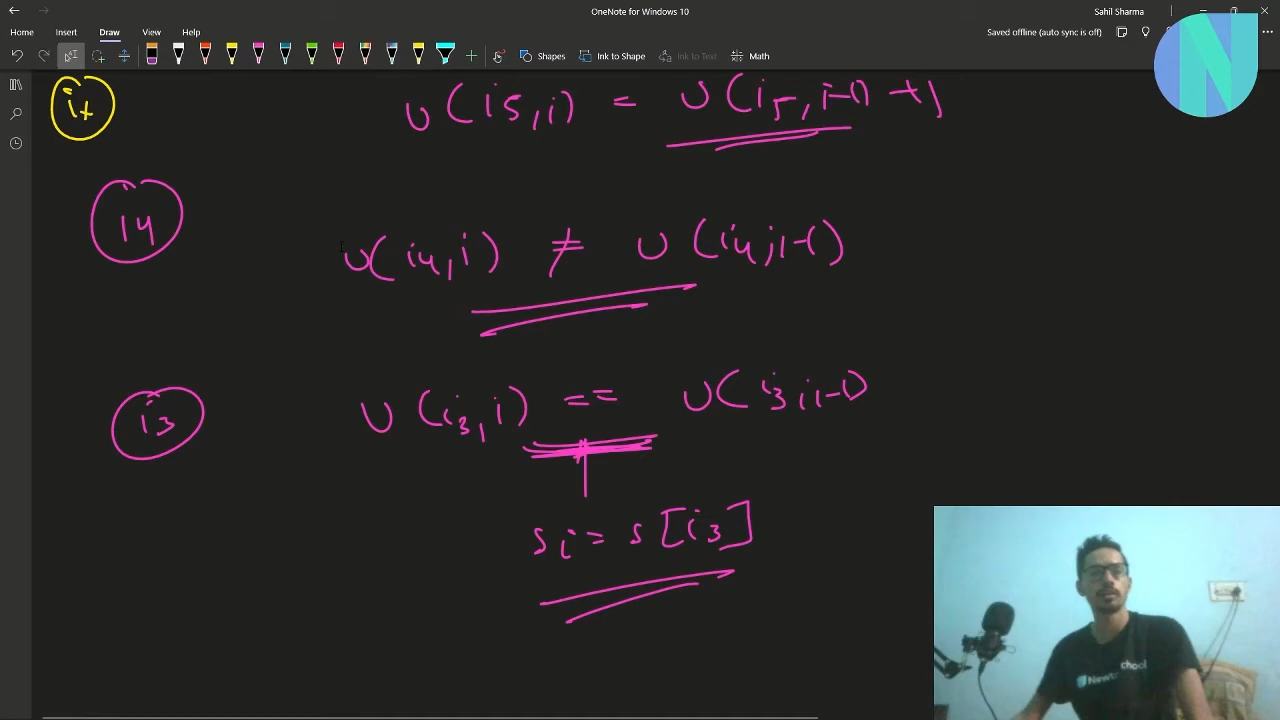 OneNote for Windows 10
Sahil Sharma
Home Insert Draw View Help
Saved offline (auto sync is off)
Shapes Ink to Shape Ink to Text Math
U(i5,i) = U(i5,i-1)+1
i4
U(i4,i) ≠ U(i4,i-1)
i3
U(i3,i) == U(i3,i-1)
si = s[i3]
N
chool